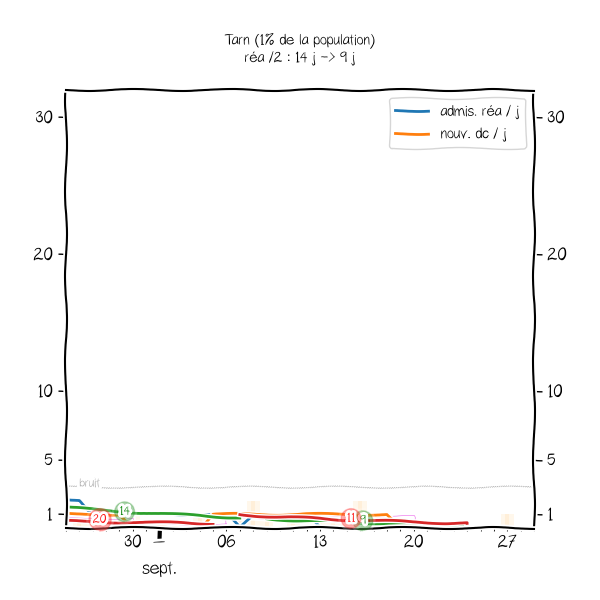 Tarn (1% de la population)
réa /2 : 14 j -> 9 j
admis. réa / j
nouv. dc / j
30 30
20 20
10 10
5 5
bruit
1 1
20 14 11 9
30 06 13 20 27
sept.